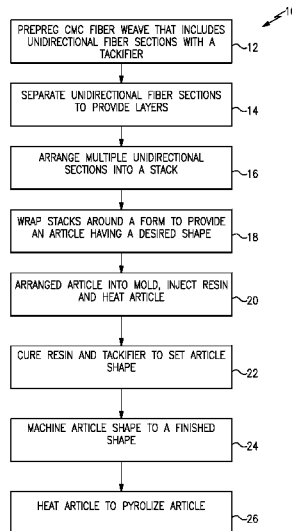 PREPREG CMC FIBER WEAVE THAT INCLUDES
UNIDIRECTIONAL FIBER SECTIONS WITH A
TACKIFIER
12
SEPARATE UNIDIRECTIONAL FIBER SECTIONS
TO PROVIDE LAYERS
14
ARRANGE MULTIPLE UNIDIRECTIONAL
SECTIONS INTO A STACK
16
WRAP STACKS AROUND A FORM TO PROVIDE
AN ARTICLE HAVING A DESIRED SHAPE
18
ARRANGED ARTICLE INTO MOLD, INJECT RESIN
AND HEAT ARTICLE
20
CURE RESIN AND TACKIFIER TO SET ARTICLE
SHAPE
22
MACHINE ARTICLE SHAPE TO A FINISHED
SHAPE
24
HEAT ARTICLE TO PYROLIZE ARTICLE
26